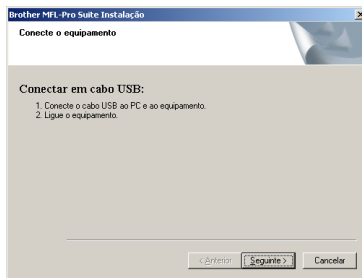 Brother MFL-Pro Suite Instalação
Conecte o equipamento
Conectar em cabo USB:
1. Conecte o cabo USB ao PC e ao equipamento.
2. Ligue o equipamento.
< Anterior Seguinte > Cancelar